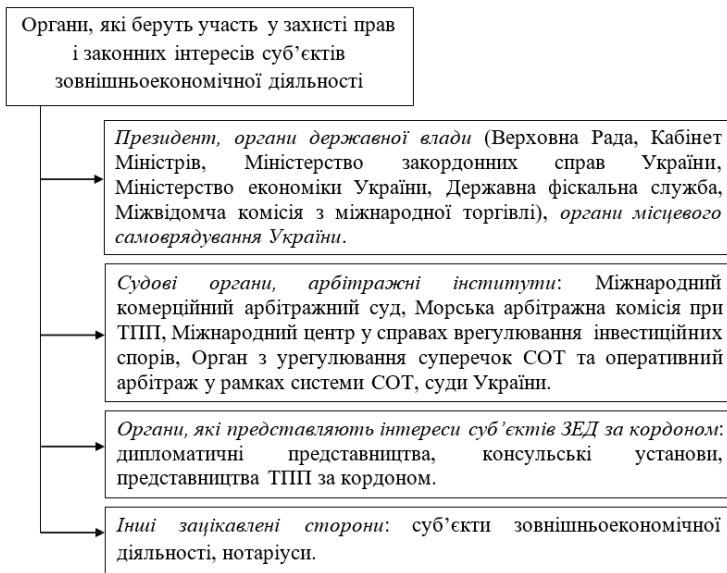 Органи, які беруть участь у захисті прав
і законних інтересів суб’єктів
зовнішньоекономічної діяльності
Президент, органи державної влади (Верховна Рада, Кабінет
Міністрів, Міністерство закордонних справ України,
Міністерство економіки України, Державна фіскальна служба,
Міжвідомча комісія з міжнародної торгівлі), органи місцевого
самоврядування України.
Судові органи, арбітражні інститути: Міжнародний
комерційний арбітражний суд, Морська арбітражна комісія при
ТПП, Міжнародний центр у справах врегулювання інвестиційних
спорів, Орган з урегулювання суперечок СОТ та оперативний
арбітраж у рамках системи СОТ, суди України.
Органи, які представляють інтереси суб’єктів ЗЕД за кордоном:
дипломатичні представництва, консульські установи,
представництва ТПП за кордоном.
Інші зацікавлені сторони: суб’єкти зовнішньоекономічної
діяльності, нотаріуси.